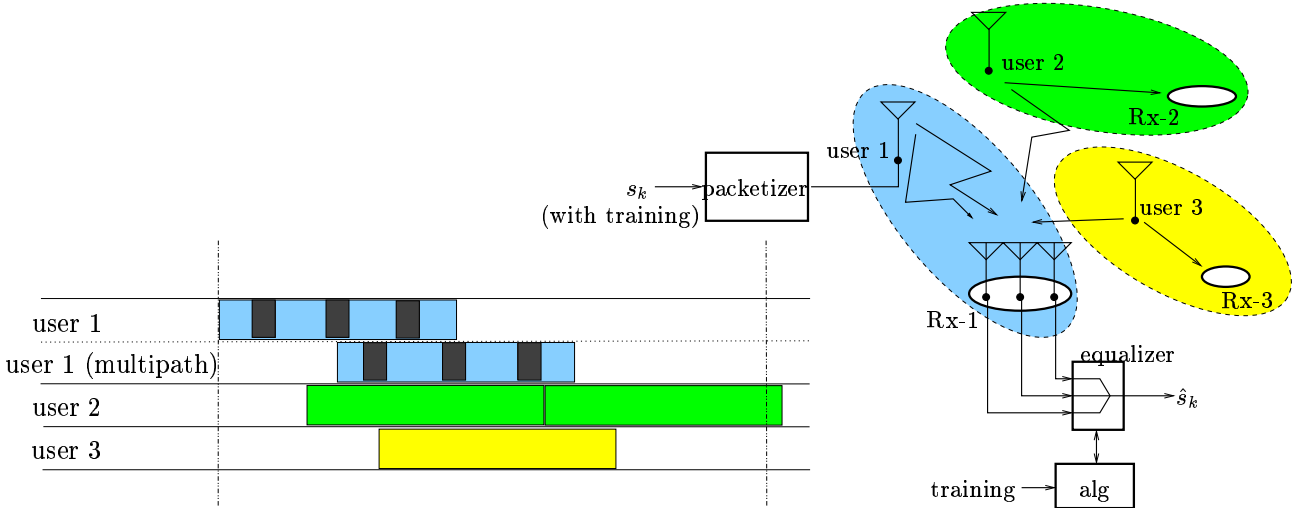 user 2
Rx-2
user 1
packetizer
s_k
(with training)
user 3
Rx-3
Rx-1
user 1
user 1 (multipath)
user 2
user 3
equalizer
ŝ_k
training
alg